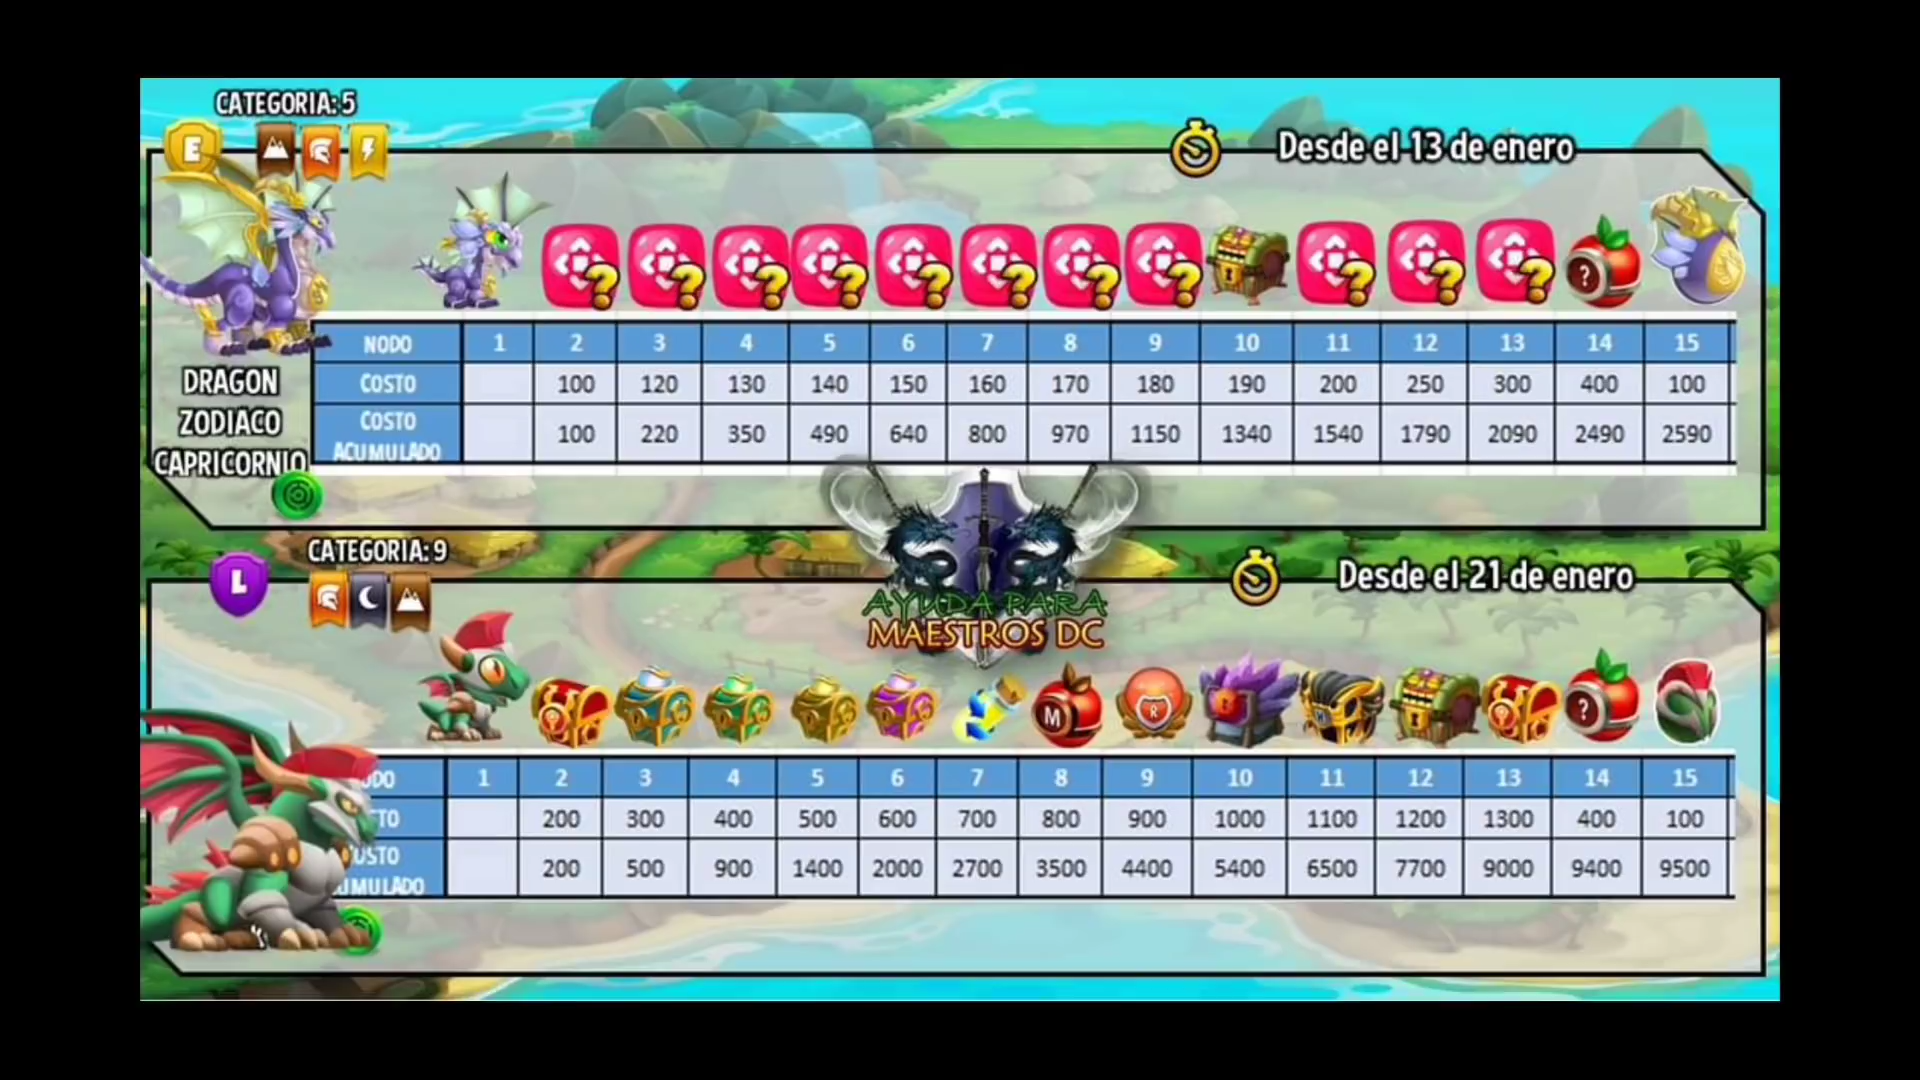 CATEGORIA: 5
E
Desde el 13 de enero
? ? ? ? ? ? ? ? ? ? ? ?
NODO 1 2 3 4 5 6 7 8 9 10 11 12 13 14 15
COSTO 100 120 130 140 150 160 170 180 190 200 250 300 400 100
COSTO ACUMULADO 100 220 350 490 640 800 970 1150 1340 1540 1790 2090 2490 2590
DRAGON
ZODIACO
CAPRICORNIO
AYUDA PARA
MAESTROS DC
CATEGORIA: 9
L
Desde el 21 de enero
M R H ?
ODO 1 2 3 4 5 6 7 8 9 10 11 12 13 14 15
TO 200 300 400 500 600 700 800 900 1000 1100 1200 1300 400 100
OSTO UMULADO 200 500 900 1400 2000 2700 3500 4400 5400 6500 7700 9000 9400 9500